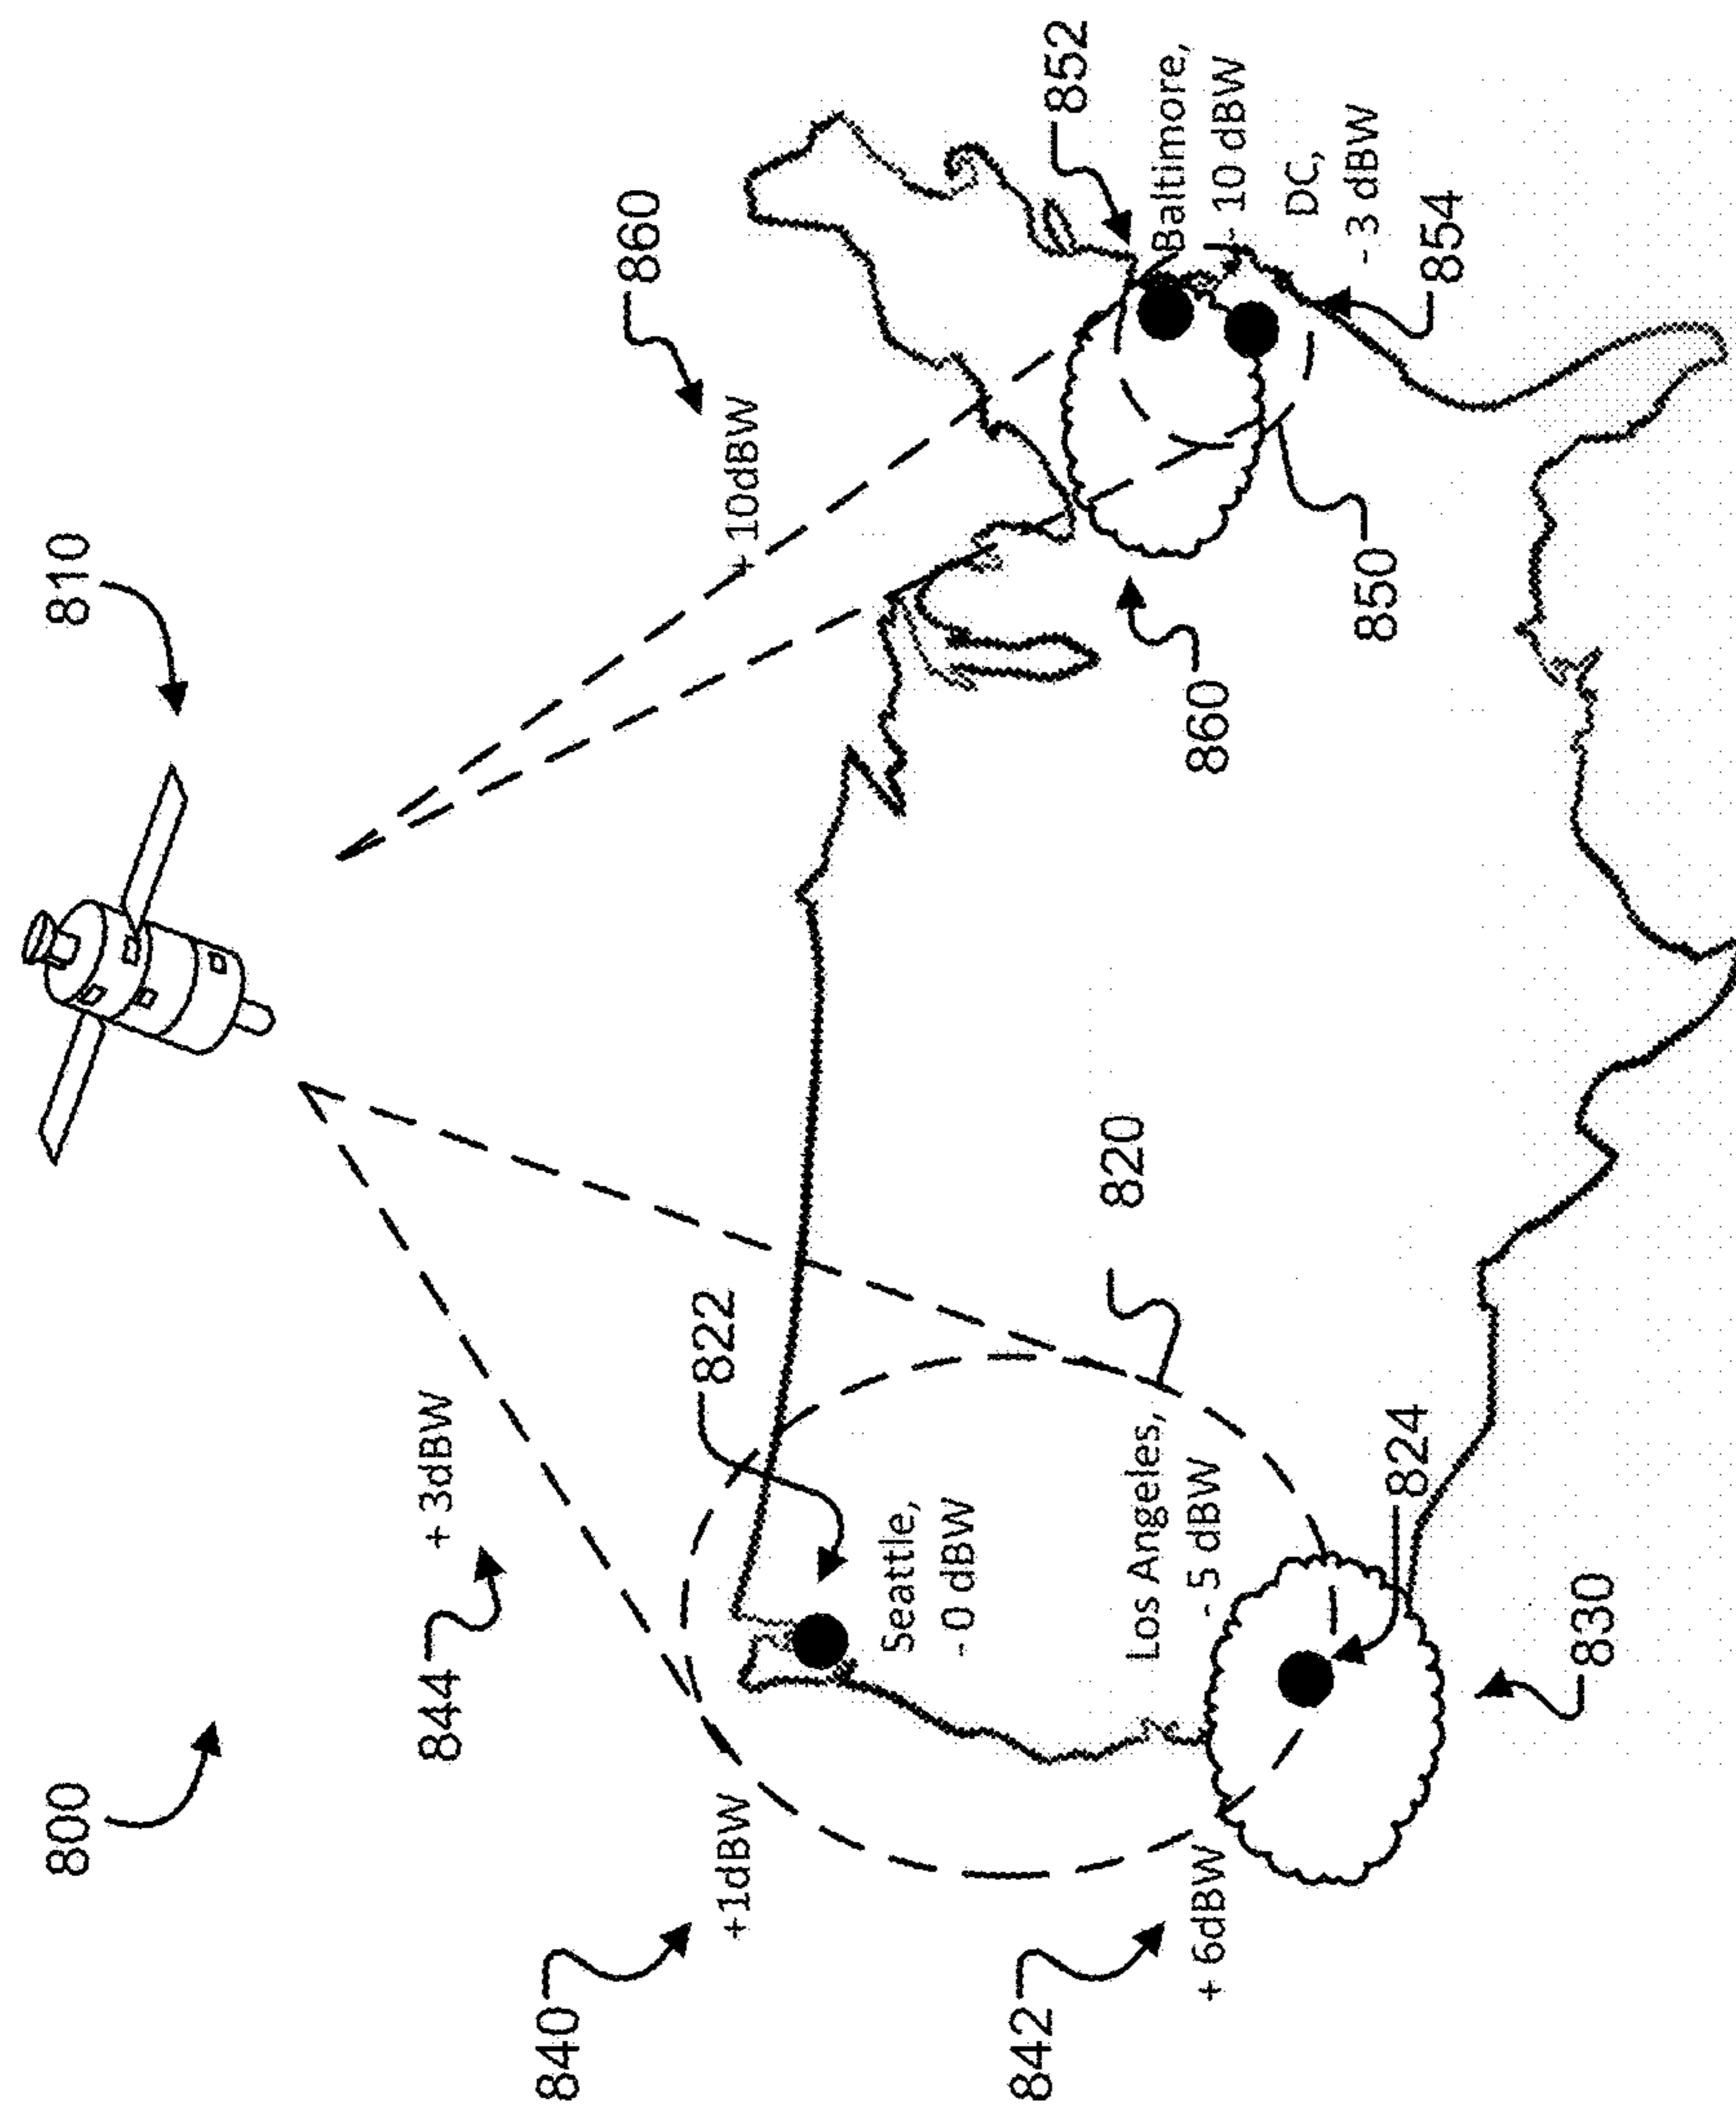 800
810
844
+ 3dBW
860
+ 10dBW
840
+1dBW
822
Seattle,
- 0 dBW
852
Baltimore,
- 10 dBW
DC,
- 3 dBW
854
842
+ 6dBW
Los Angeles,
- 5 dBW
820
860
850
824
830